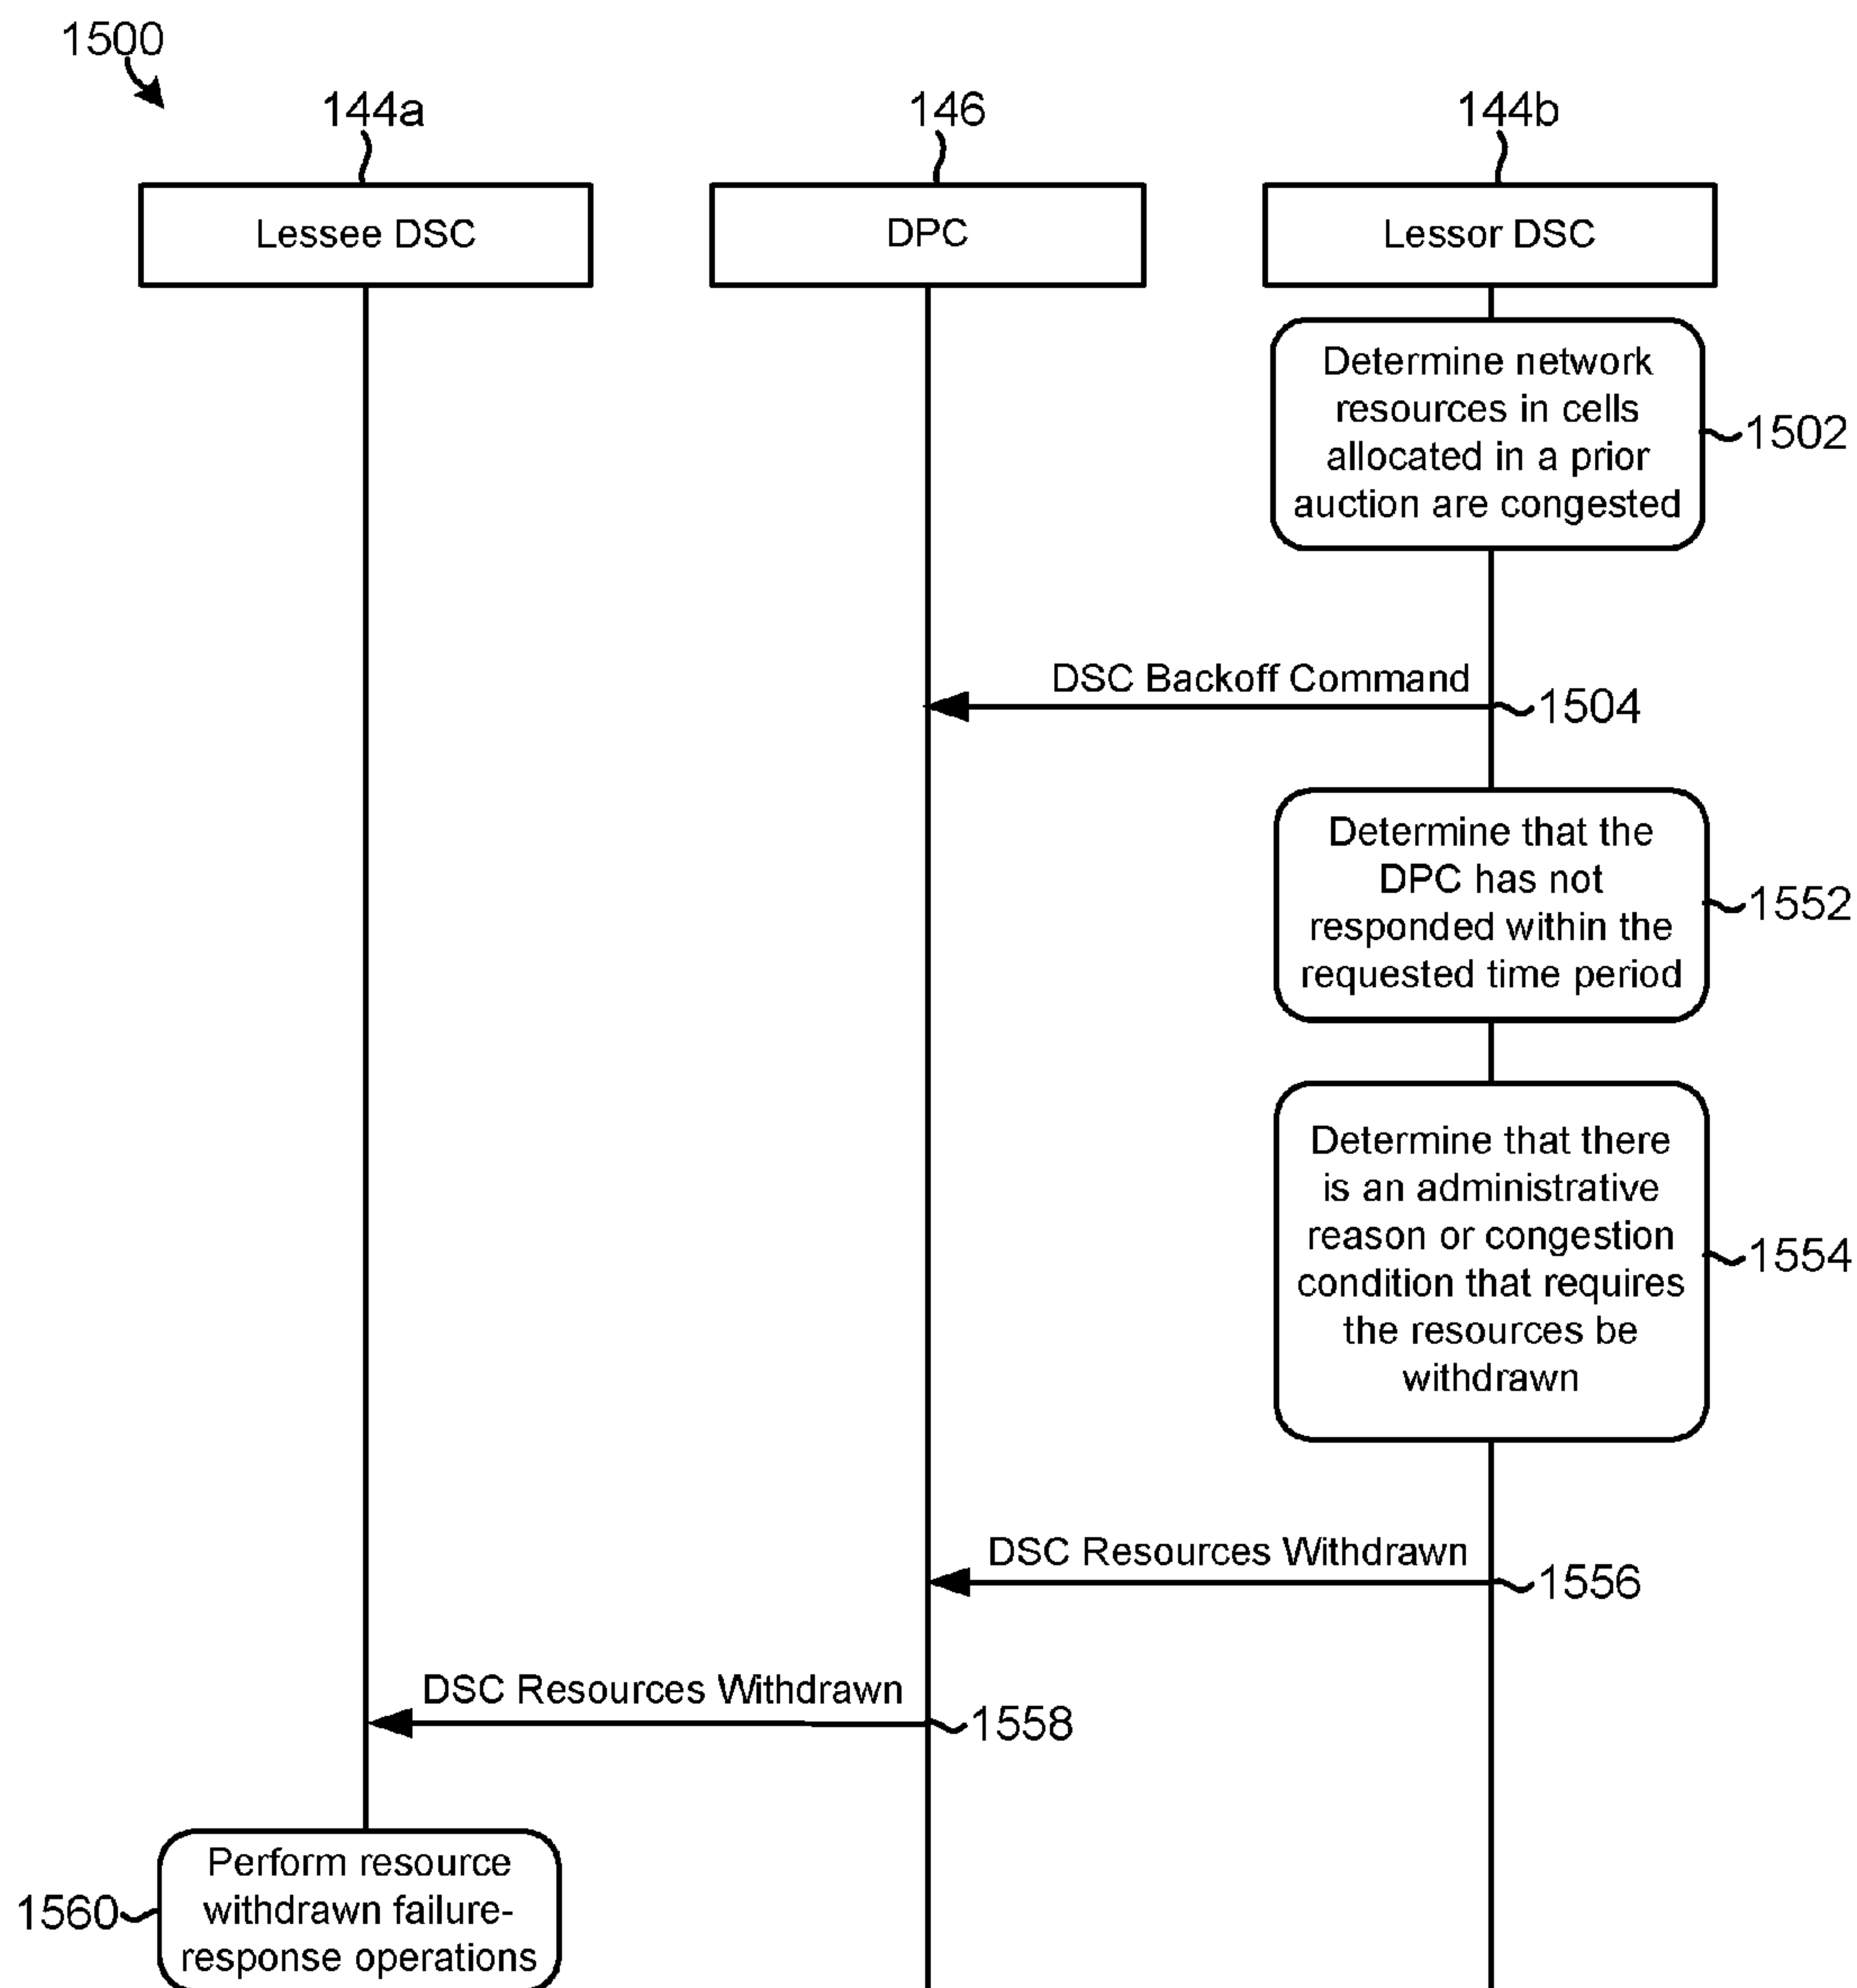 1500
144a
146
144b
Lessee DSC
DPC
Lessor DSC
Determine network
resources in cells
allocated in a prior
auction are congested
1502
DSC Backoff Command
1504
Determine that the
DPC has not
responded within the
requested time period
1552
Determine that there
is an administrative
reason or congestion
condition that requires
the resources be
withdrawn
1554
DSC Resources Withdrawn
1556
DSC Resources Withdrawn
1558
Perform resource
withdrawn failure-
response operations
1560